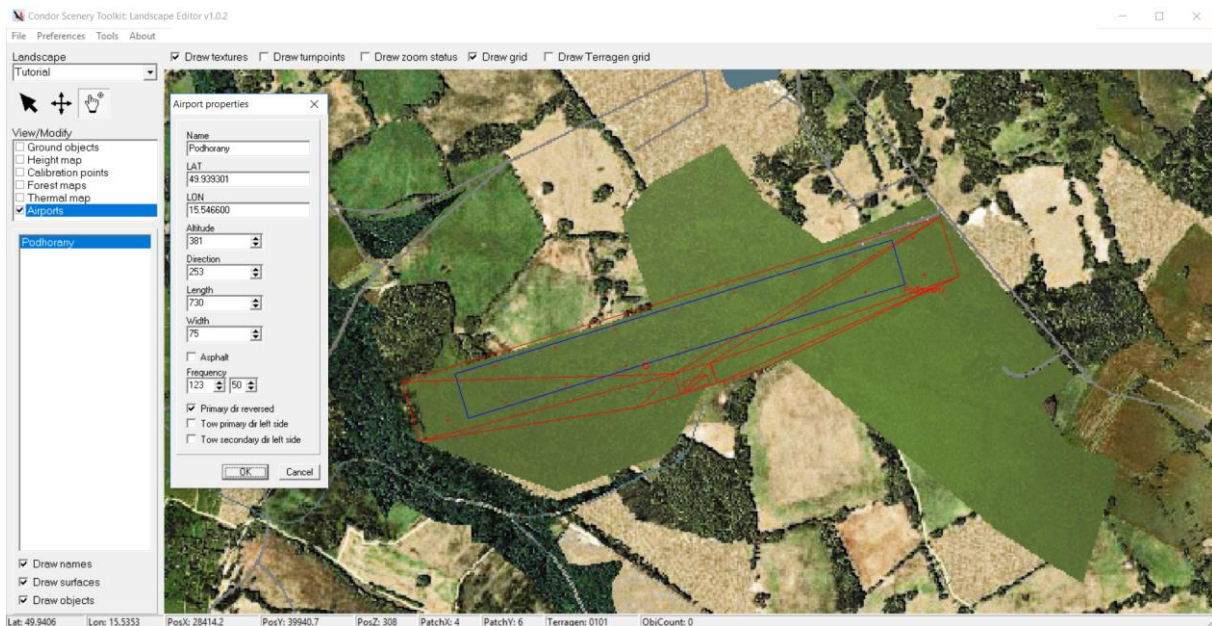 Condor Scenery Toolkit: Landscape Editor v1.0.2
File Preferences Tools About
Landscape
Tutorial
Draw textures Draw turnpoints Draw zoom status Draw grid Draw Terragen grid
View/Modify
Ground objects
Height map
Calibration points
Forest maps
Thermal map
Airports
Podhorany
Airport properties
Name
Podhorany
LAT
49.939301
LON
15.546600
Altitude
381
Direction
253
Length
730
Width
75
Asphalt
Frequency
123 50
Primary dir reversed
Tow primary dir left side
Tow secondary dir left side
OK Cancel
Draw names
Draw surfaces
Draw objects
Lat: 49.9406 Lon: 15.5353 PosX: 28414.2 PosY: 39940.7 PosZ: 308 PatchX: 4 PatchY: 6 Terragen: 0101 ObjCount: 0